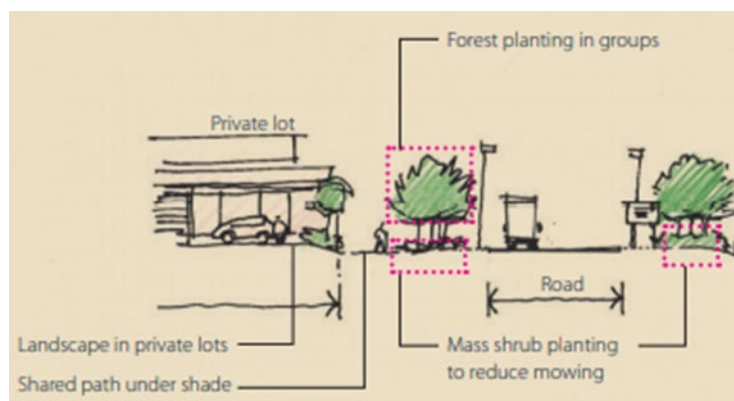 Forest planting in groups
Private lot
Road
Landscape in private lots
Mass shrub planting
to reduce mowing
Shared path under shade